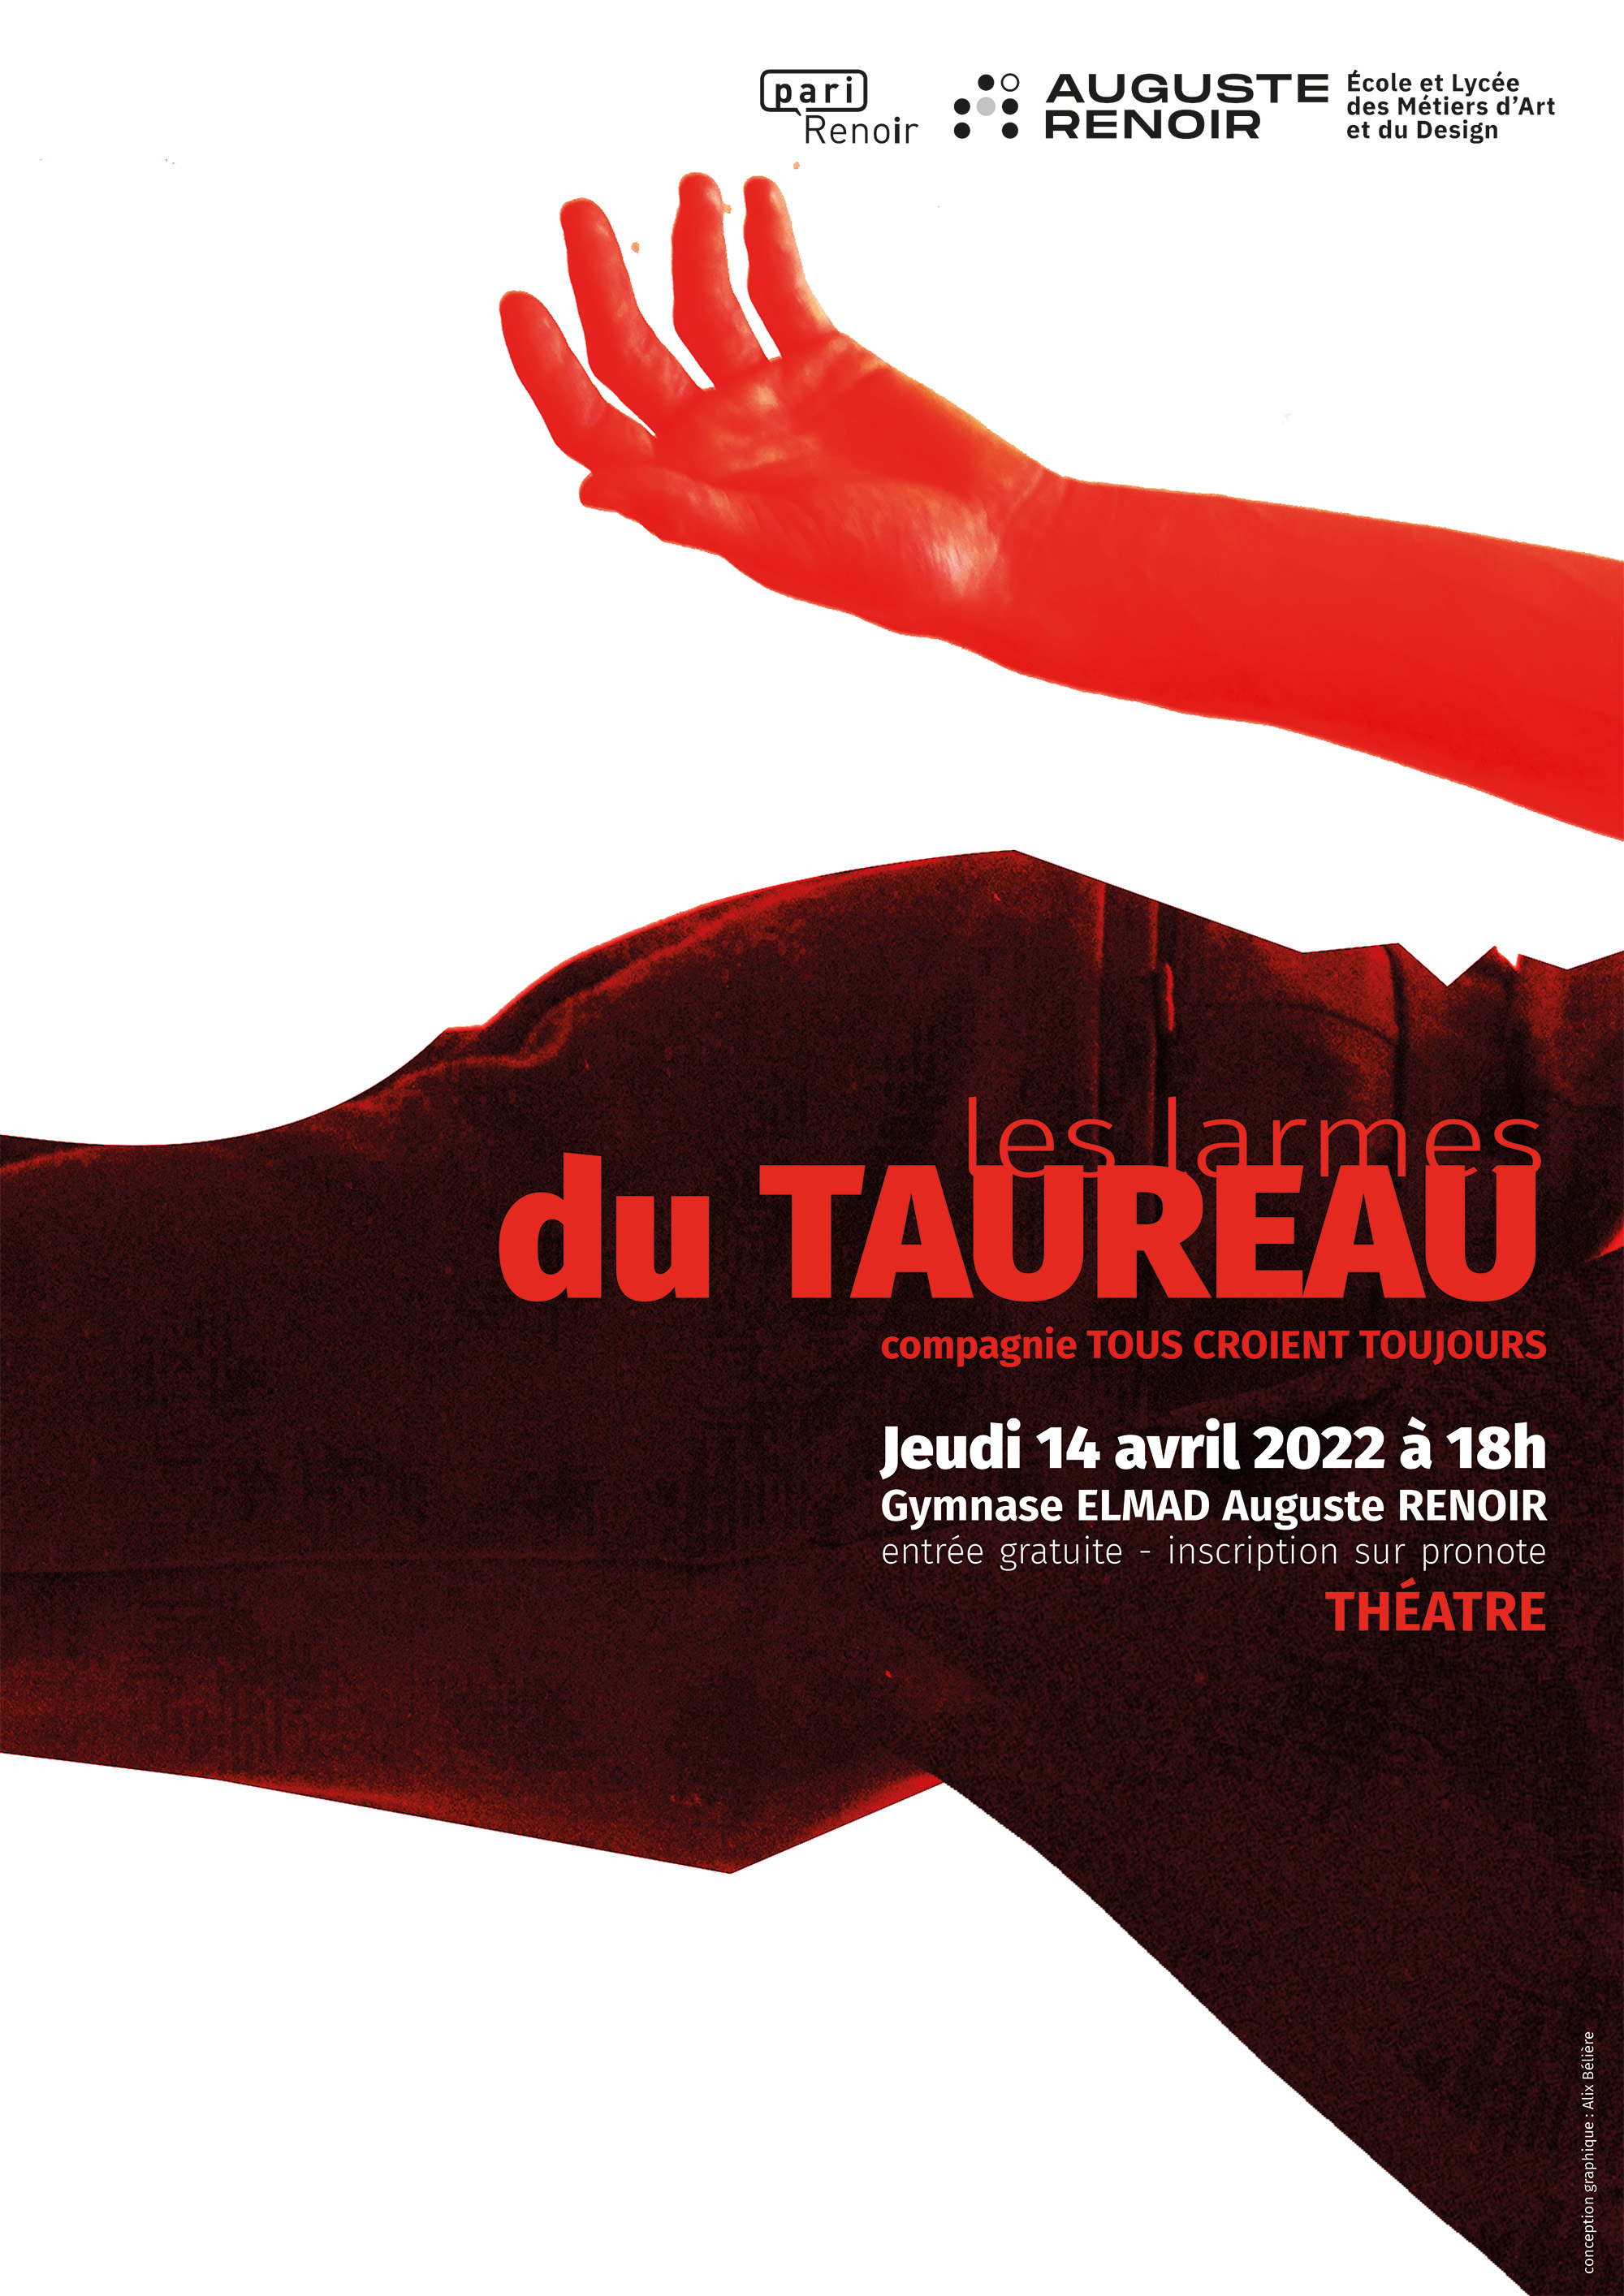 pari
Renoir
AUGUSTE
RENOIR
École et Lycée
des Métiers d'Art
et du Design
les larmes
du TAUREAU
compagnie TOUS CROIENT TOUJOURS
Jeudi 14 avril 2022 à 18h
Gymnase ELMAD Auguste RENOIR
entrée gratuite - inscription sur pronote
THÉATRE
conception graphique : Alix Bélière